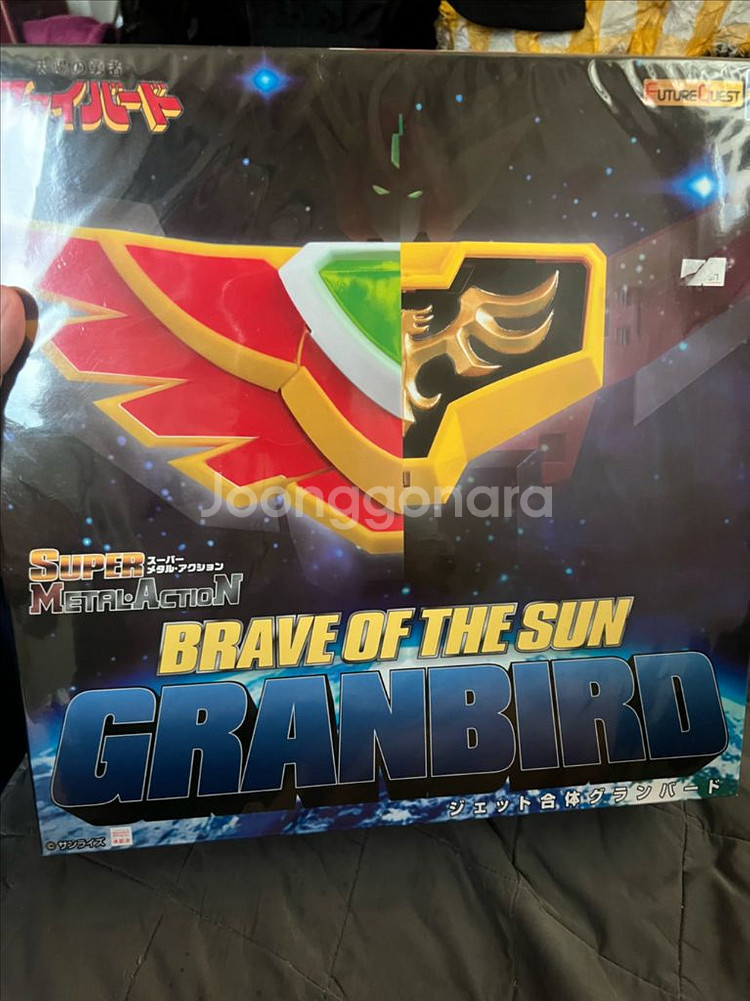 太陽の勇者
ファイバード
FUTUREQUEST
Joonggonara
SUPER スーパー
METAL・ACTION メタル・アクション
BRAVE OF THE SUN
GRANBIRD
ジェット合体グランバード
©サンライズ